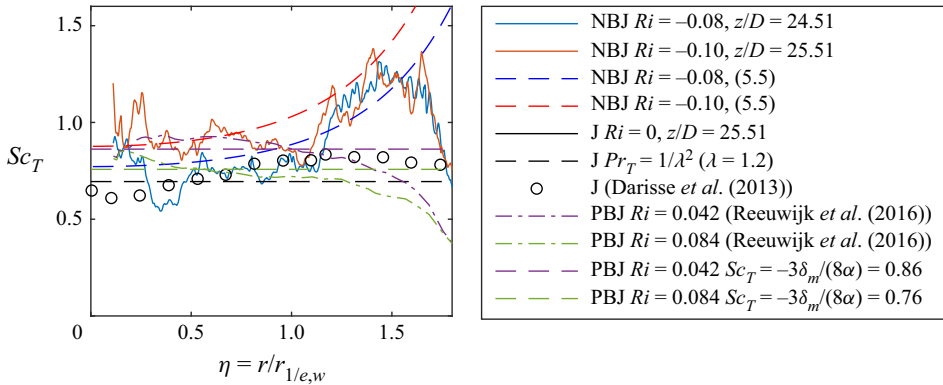 1.5
1.0
0.5
Sc_T
0
0.5
1.0
1.5
η = r/r_{1/e,w}
NBJ Ri = –0.08, z/D = 24.51
NBJ Ri = –0.10, z/D = 25.51
NBJ Ri = –0.08, (5.5)
NBJ Ri = –0.10, (5.5)
J Ri = 0, z/D = 25.51
J Pr_T = 1/λ² (λ = 1.2)
J (Darisse et al. (2013))
PBJ Ri = 0.042 (Reeuwijk et al. (2016))
PBJ Ri = 0.084 (Reeuwijk et al. (2016))
PBJ Ri = 0.042 Sc_T = –3δ_m/(8α) = 0.86
PBJ Ri = 0.084 Sc_T = –3δ_m/(8α) = 0.76